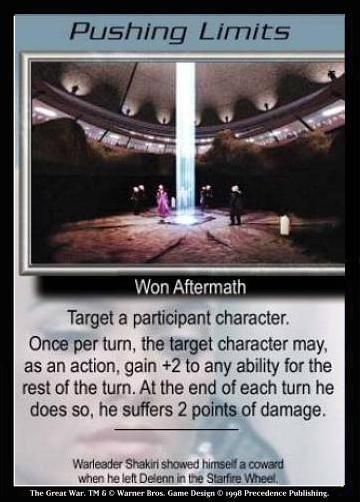 Pushing Limits
Won Aftermath
Target a participant character.
Once per turn, the target character may,
as an action, gain +2 to any ability for the
rest of the turn. At the end of each turn he
does so, he suffers 2 points of damage.
Warleader Shakiri showed himself a coward
when he left Delenn in the Starfire Wheel.
The Great War. TM & © Warner Bros. Game Design © 1998 Precedence Publishing.